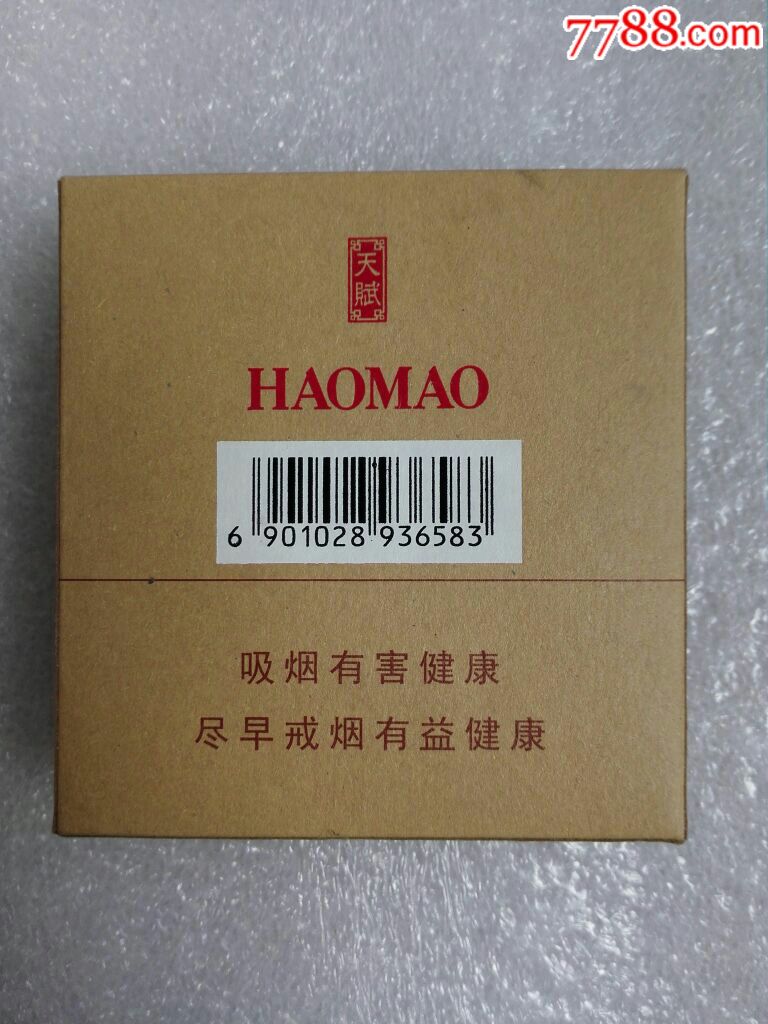 7788.com
天
賦
HAOMAO
6 901028 936583
吸烟有害健康
尽早戒烟有益健康